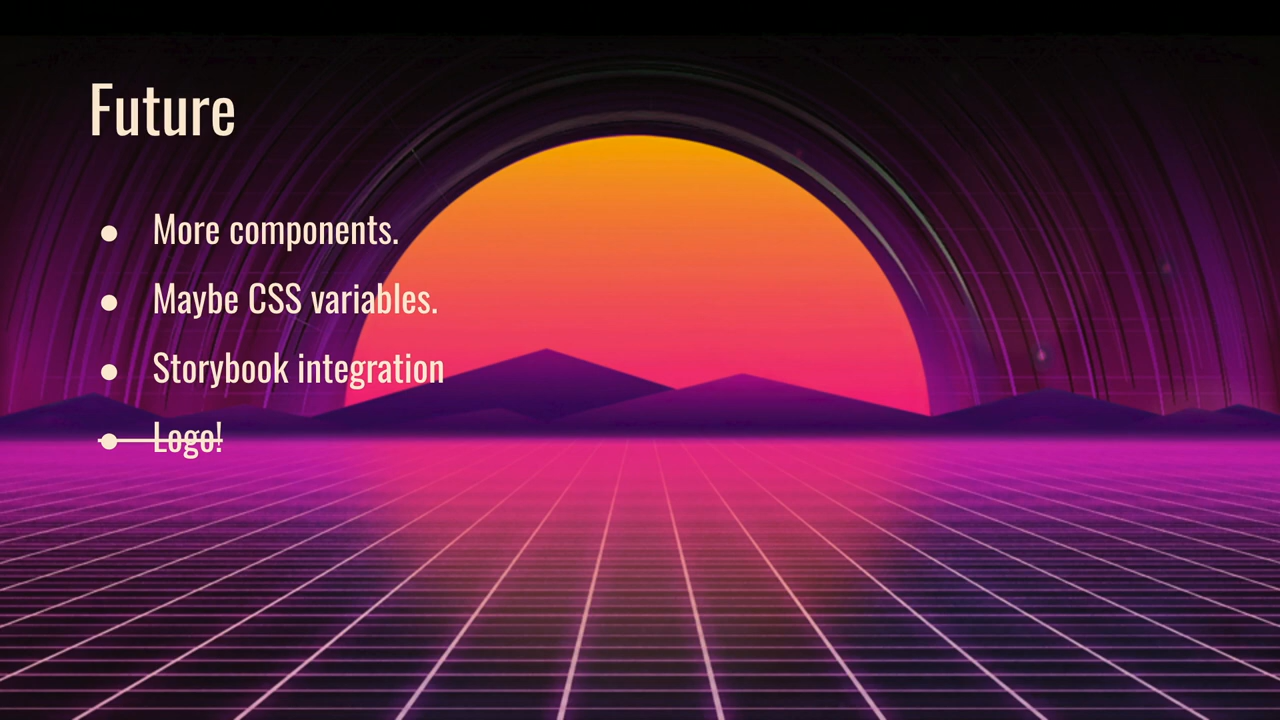 Future
● More components.
● Maybe CSS variables.
● Storybook integration
● Logo!